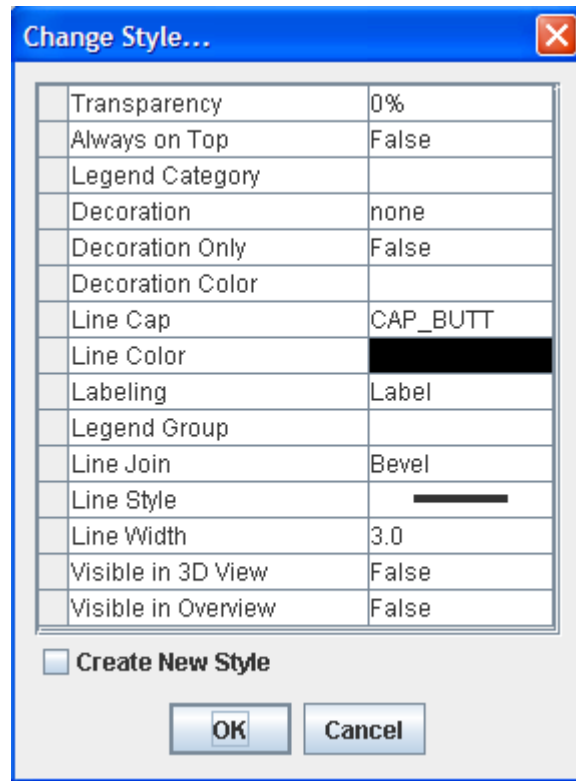 Change Style...
Transparency 0%
Always on Top False
Legend Category
Decoration none
Decoration Only False
Decoration Color
Line Cap CAP_BUTT
Line Color
Labeling Label
Legend Group
Line Join Bevel
Line Style
Line Width 3.0
Visible in 3D View False
Visible in Overview False
Create New Style
OK Cancel